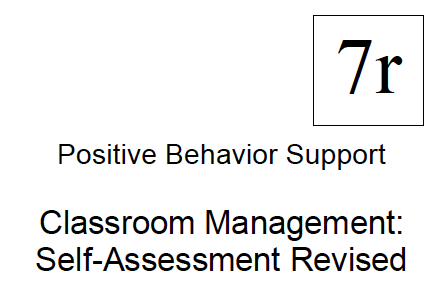 7r
Positive Behavior Support
Classroom Management:
Self-Assessment Revised